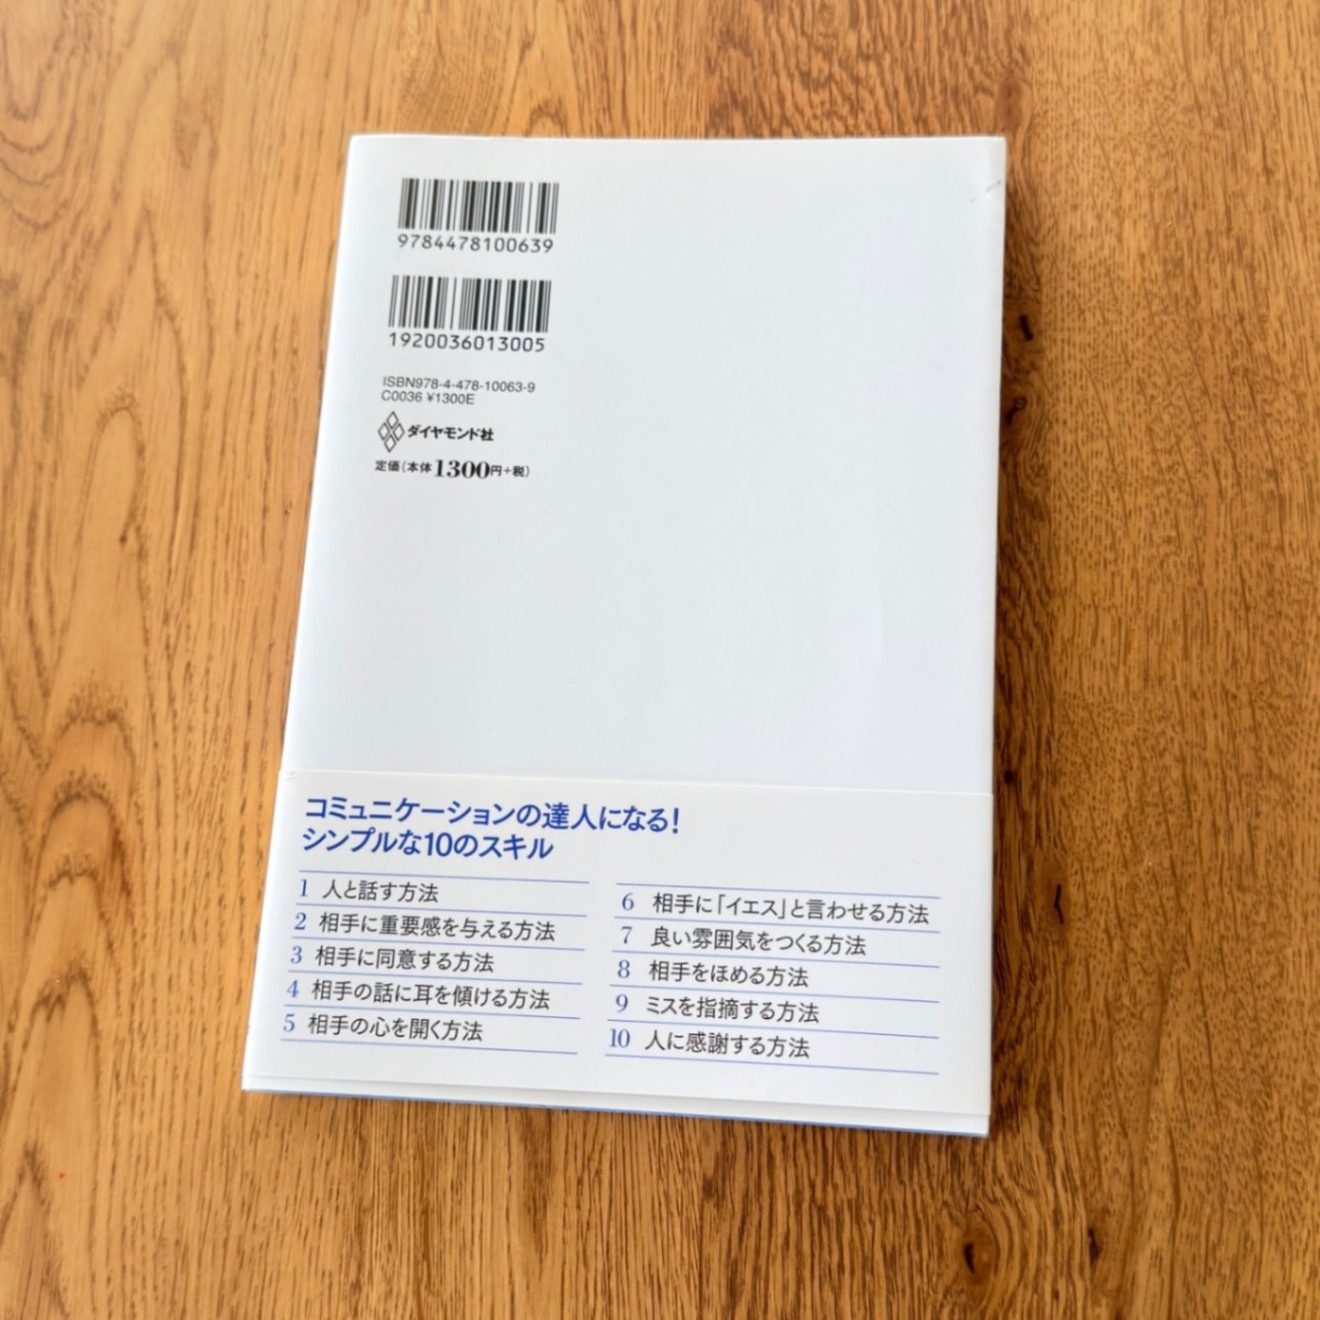 9784478100639
1920036013005
ISBN978-4-478-10063-9
C0036 ¥1300E
ダイヤモンド社
定価(本体1300円+税)
コミュニケーションの達人になる!
シンプルな10のスキル
1 人と話す方法
2 相手に重要感を与える方法
3 相手に同意する方法
4 相手の話に耳を傾ける方法
5 相手の心を開く方法
6 相手に「イエス」と言わせる方法
7 良い雰囲気をつくる方法
8 相手をほめる方法
9 ミスを指摘する方法
10 人に感謝する方法